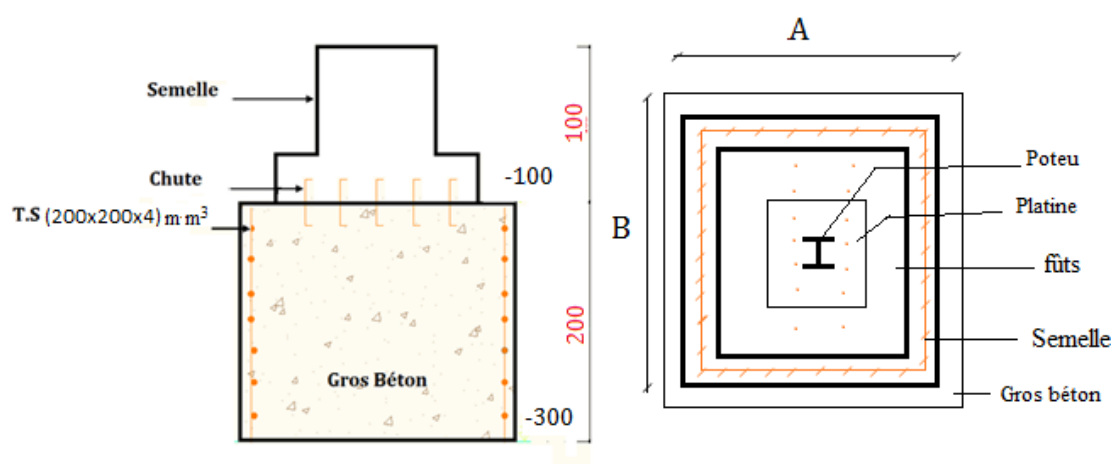 Semelle
Chute
T.S (200x200x4) m m³
Gros Béton
100
-100
200
-300
A
B
Poteu
Platine
fûts
Semelle
Gros béton